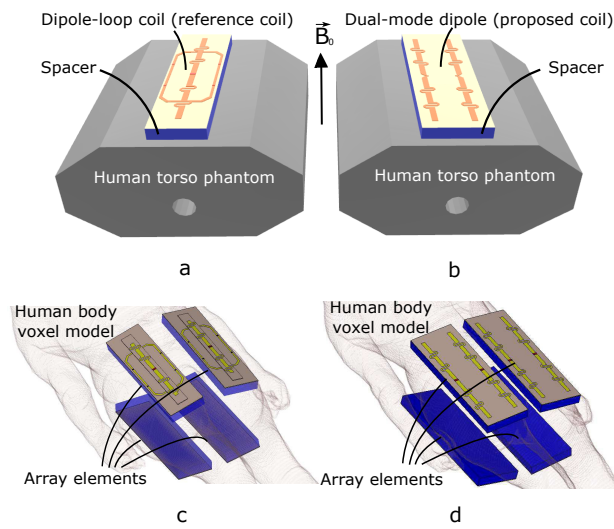 Dipole-loop coil (reference coil)
Spacer
Human torso phantom
a
B₀
Dual-mode dipole (proposed coil)
Spacer
Human torso phantom
b
Human body
voxel model
Array elements
c
Human body
voxel model
Array elements
d